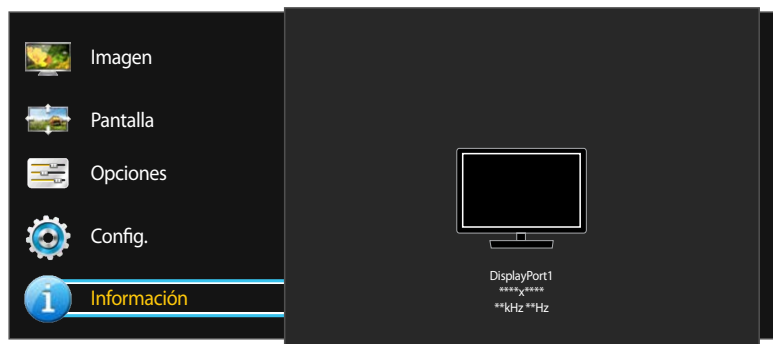 Imagen
Pantalla
Opciones
Config.
Información
DisplayPort1
****x****
**kHz **Hz